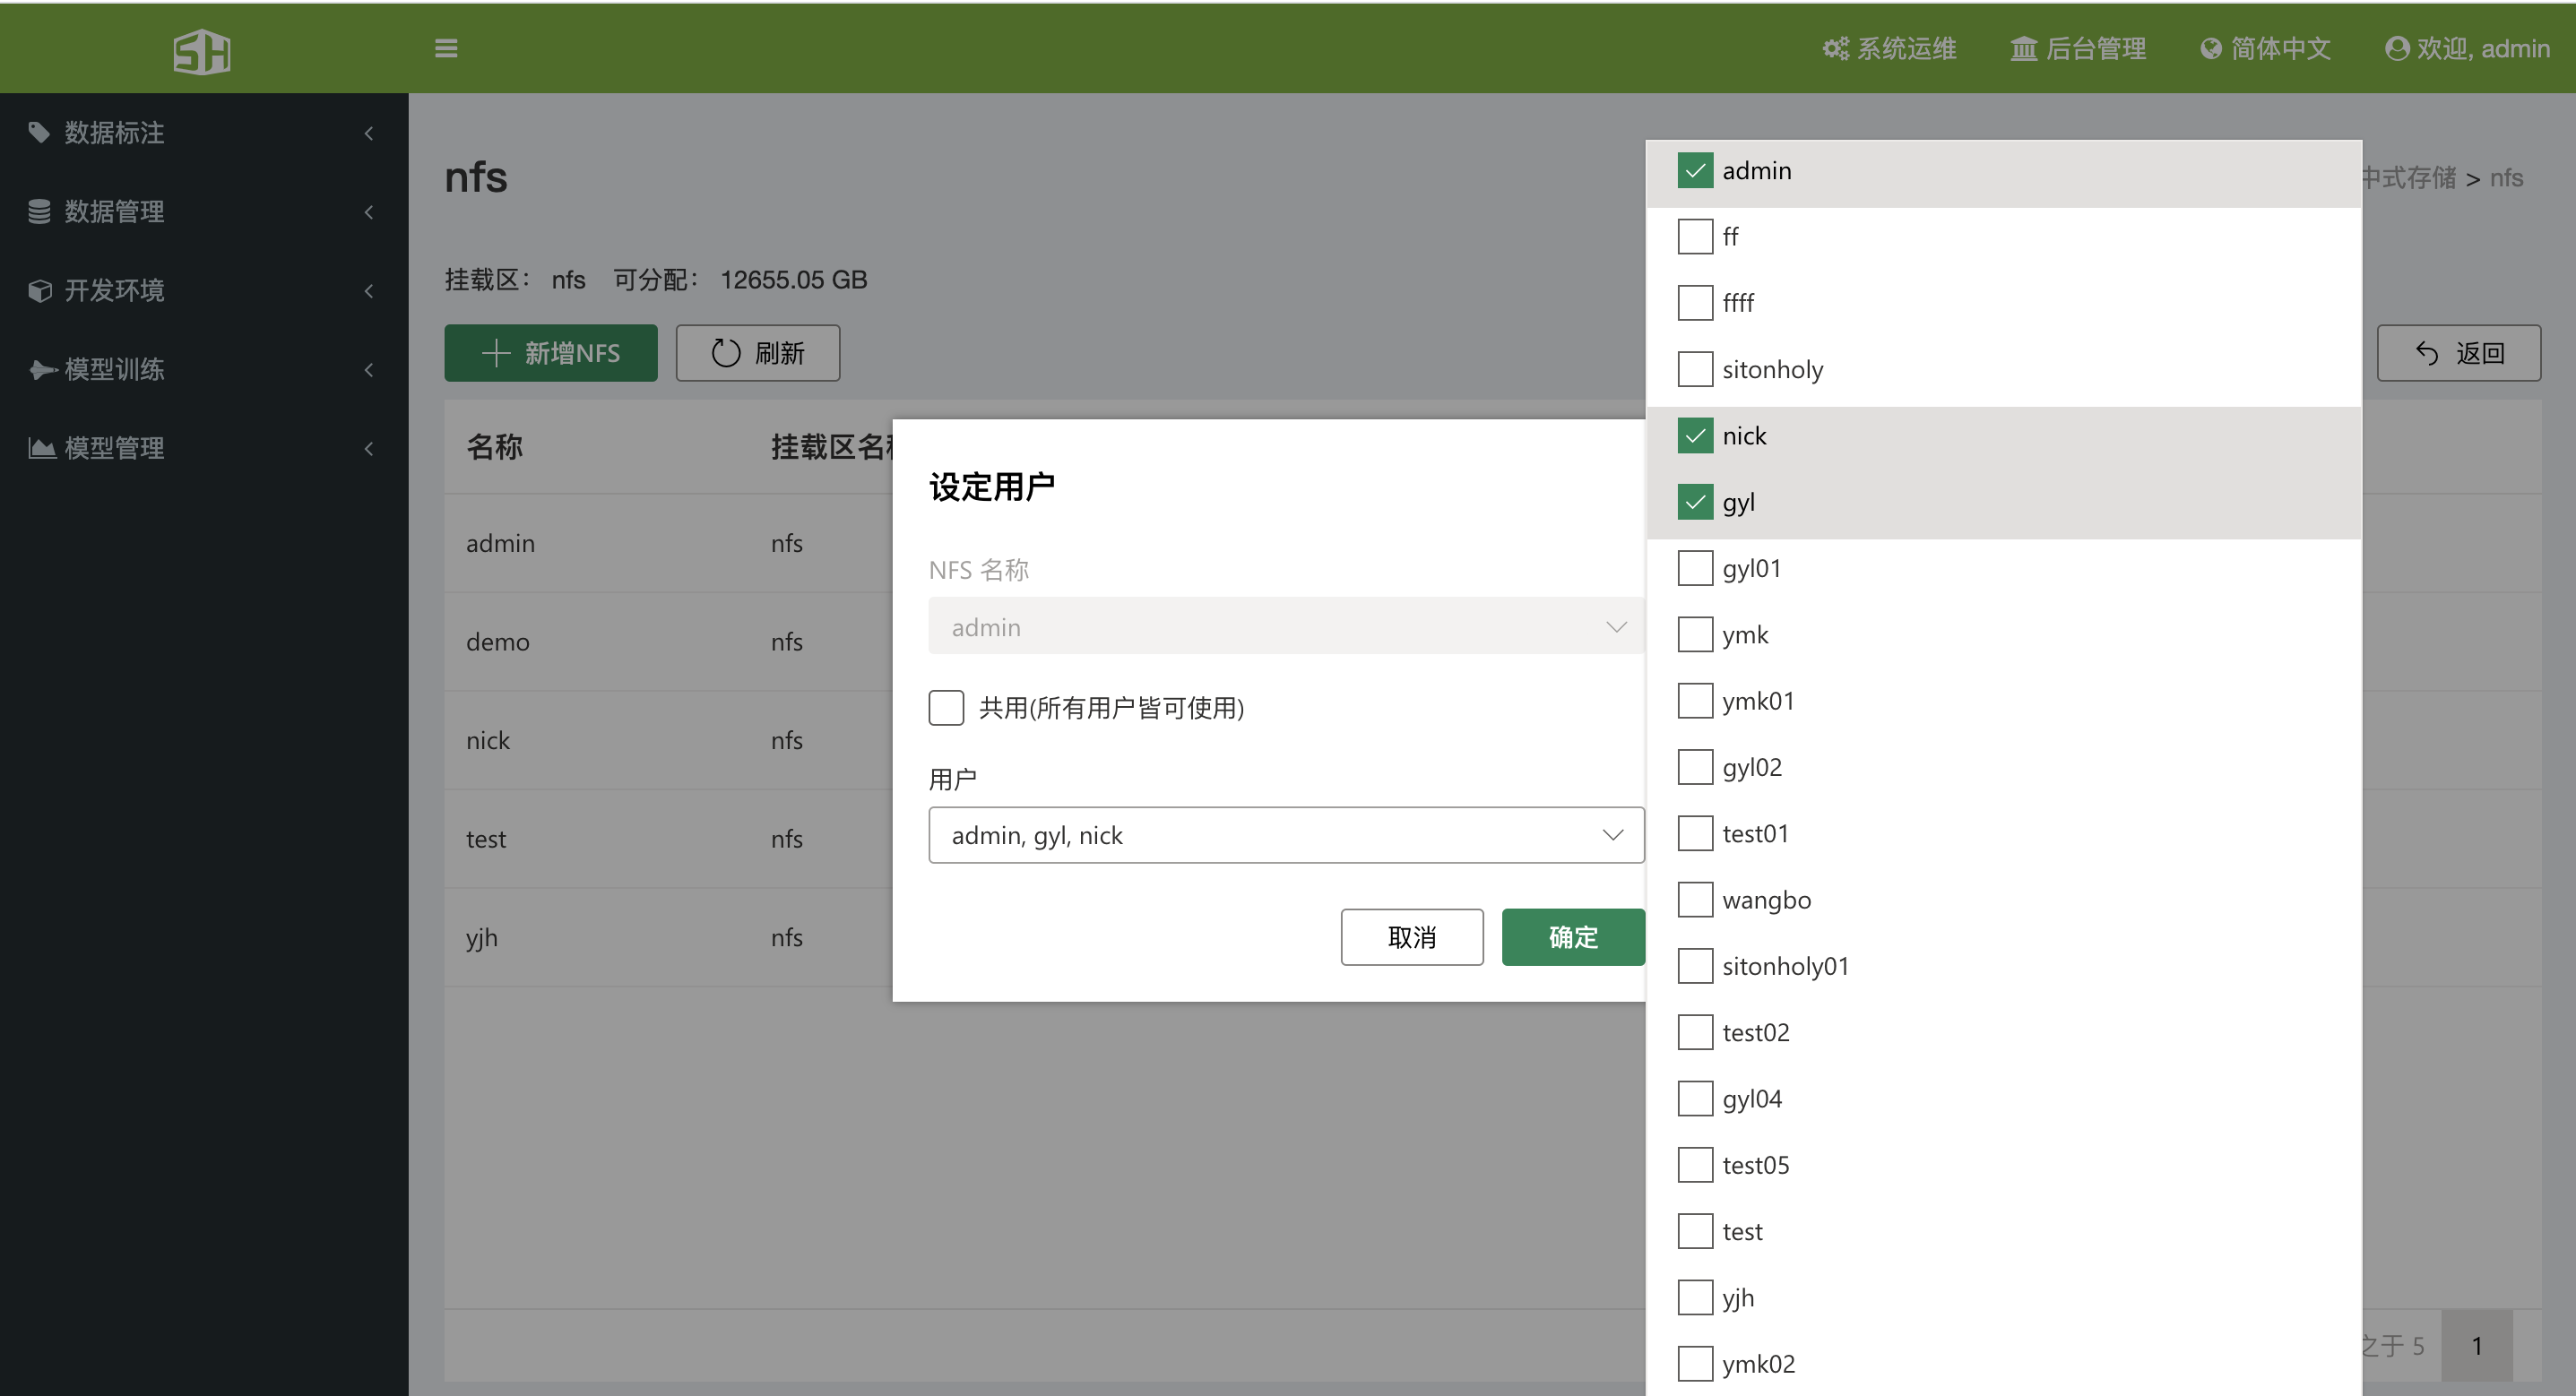 SH
系统运维
后台管理
简体中文
欢迎, admin
数据标注
数据管理
开发环境
模型训练
模型管理
nfs
中式存储 > nfs
挂载区： nfs 可分配： 12655.05 GB
新增NFS
刷新
返回
名称
挂载区名称
admin
nfs
demo
nfs
nick
nfs
test
nfs
yjh
nfs
设定用户
NFS 名称
admin
共用(所有用户皆可使用)
用户
admin, gyl, nick
取消
确定
admin
ff
ffff
sitonholy
nick
gyl
gyl01
ymk
ymk01
gyl02
test01
wangbo
sitonholy01
test02
gyl04
test05
test
yjh
ymk02
之于 5
1